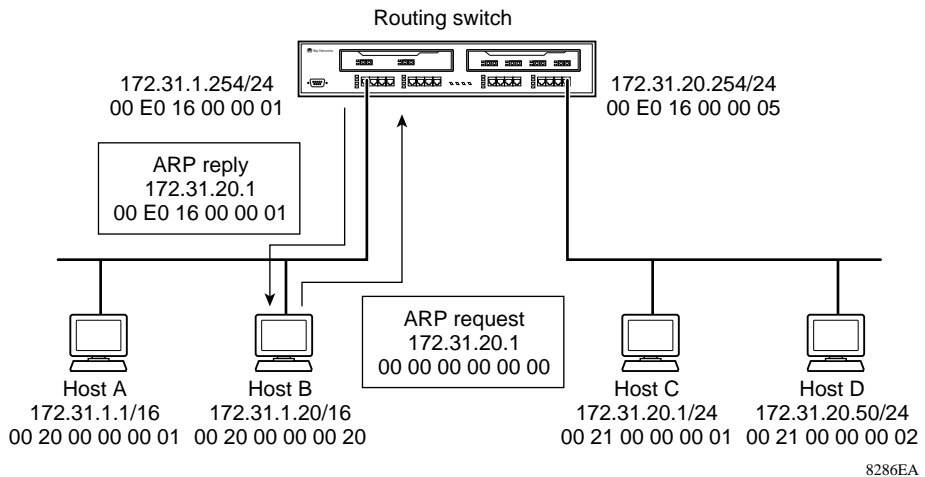 Routing switch
Bay Networks
172.31.1.254/24
00 E0 16 00 00 01
172.31.20.254/24
00 E0 16 00 00 05
ARP reply
172.31.20.1
00 E0 16 00 00 01
ARP request
172.31.20.1
00 00 00 00 00 00
Host A
172.31.1.1/16
00 20 00 00 00 01
Host B
172.31.1.20/16
00 20 00 00 00 20
Host C
172.31.20.1/24
00 21 00 00 00 01
Host D
172.31.20.50/24
00 21 00 00 00 02
8286EA